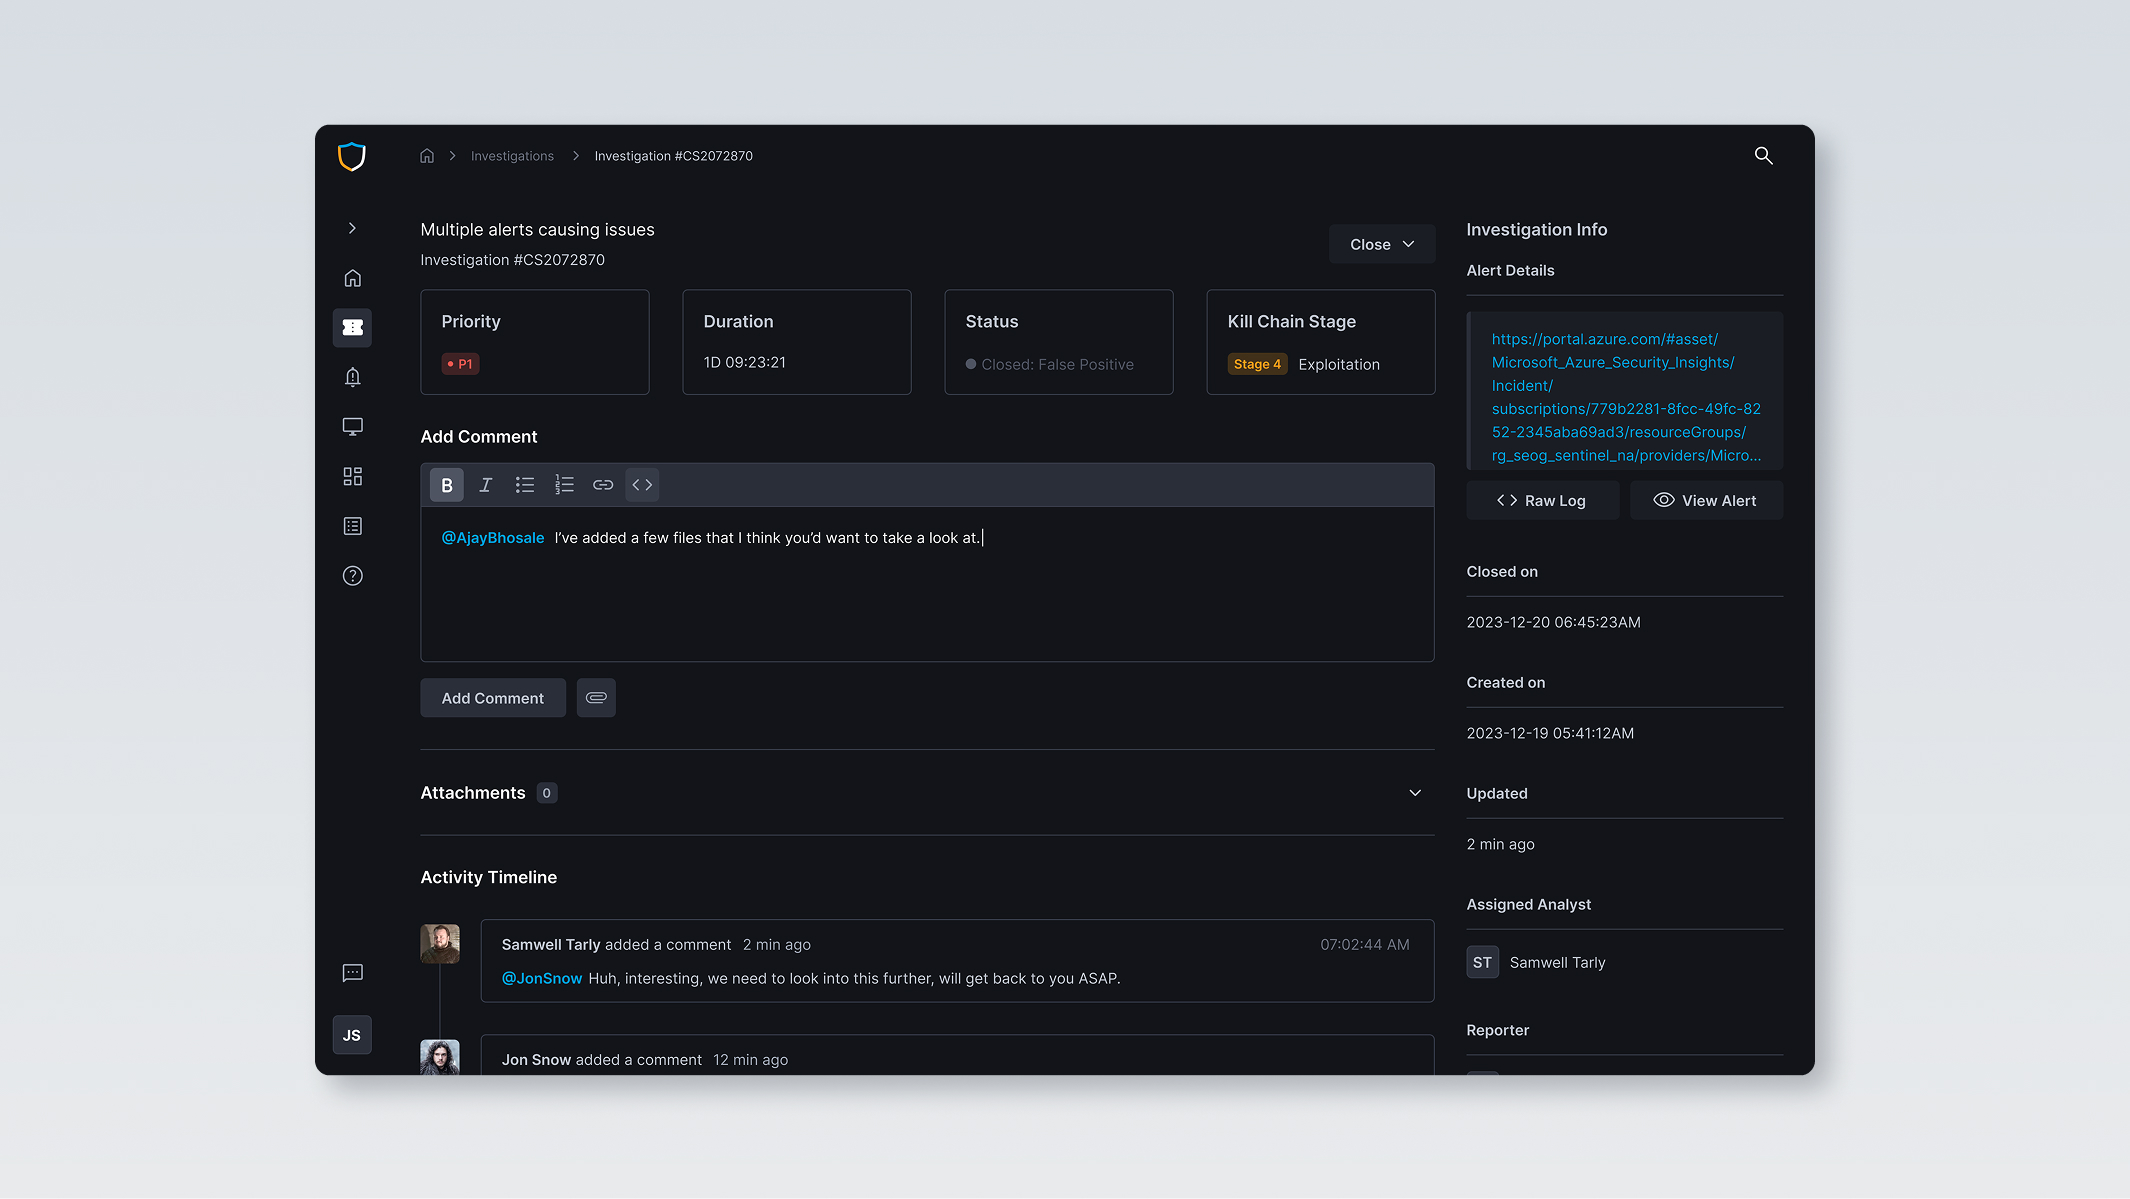 Investigations
Investigation #CS2072870
Multiple alerts causing issues
Investigation #CS2072870
Close
Priority
P1
Duration
1D 09:23:21
Status
Closed: False Positive
Kill Chain Stage
Stage 4 Exploitation
Add Comment
B I
@AjayBhosale I’ve added a few files that I think you’d want to take a look at.
Add Comment
Attachments 0
Activity Timeline
Samwell Tarly added a comment 2 min ago 07:02:44 AM
@JonSnow Huh, interesting, we need to look into this further, will get back to you ASAP.
Jon Snow added a comment 12 min ago
JS
Investigation Info
Alert Details
https://portal.azure.com/#asset/
Microsoft_Azure_Security_Insights/
Incident/
subscriptions/779b2281-8fcc-49fc-82
52-2345aba69ad3/resourceGroups/
rg_seog_sentinel_na/providers/Micro...
Raw Log
View Alert
Closed on
2023-12-20 06:45:23AM
Created on
2023-12-19 05:41:12AM
Updated
2 min ago
Assigned Analyst
ST Samwell Tarly
Reporter